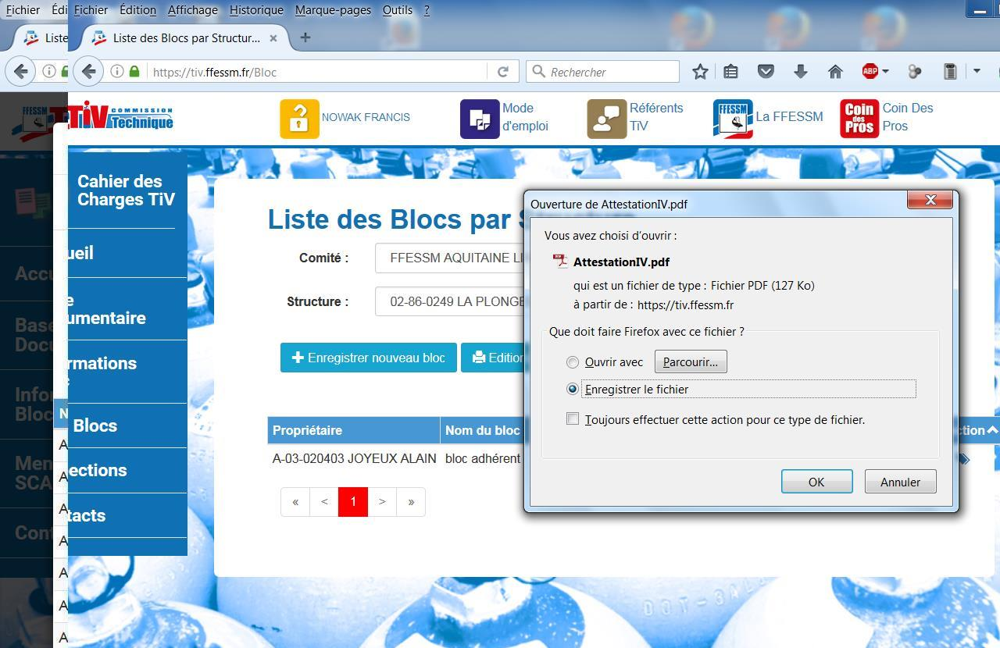 Fichier Édi
Fichier Édition Affichage Historique Marque-pages Outils ?
Liste
Liste des Blocs par Structur... × +
https://tiv.ffessm.fr/Bloc
Rechercher
ABP
FFESSM
TiV COMMISSION Technique
NOWAK FRANCIS
Mode d'emploi
Référents TiV
FFESSM
La FFESSM
Coin des Pros
Coin Des Pros
Cahier des
Charges TiV
ueil
umentaire
rmations
Blocs
ections
tacts
Accu
Base
Docu
Infor
Bloc
Men
SCA
Cont
N
A
A
A
A
A
A
A
Liste des Blocs par S
Comité :
FFESSM AQUITAINE LI
Structure :
02-86-0249 LA PLONGE
Enregistrer nouveau bloc
Edition
Propriétaire Nom du bloc ction
A-03-020403 JOYEUX ALAIN bloc adhérent
« < 1 > »
Ouverture de AttestationIV.pdf
Vous avez choisi d'ouvrir :
AttestationIV.pdf
qui est un fichier de type : Fichier PDF (127 Ko)
à partir de : https://tiv.ffessm.fr
Que doit faire Firefox avec ce fichier ?
Ouvrir avec Parcourir...
Enregistrer le fichier
Toujours effectuer cette action pour ce type de fichier.
OK Annuler